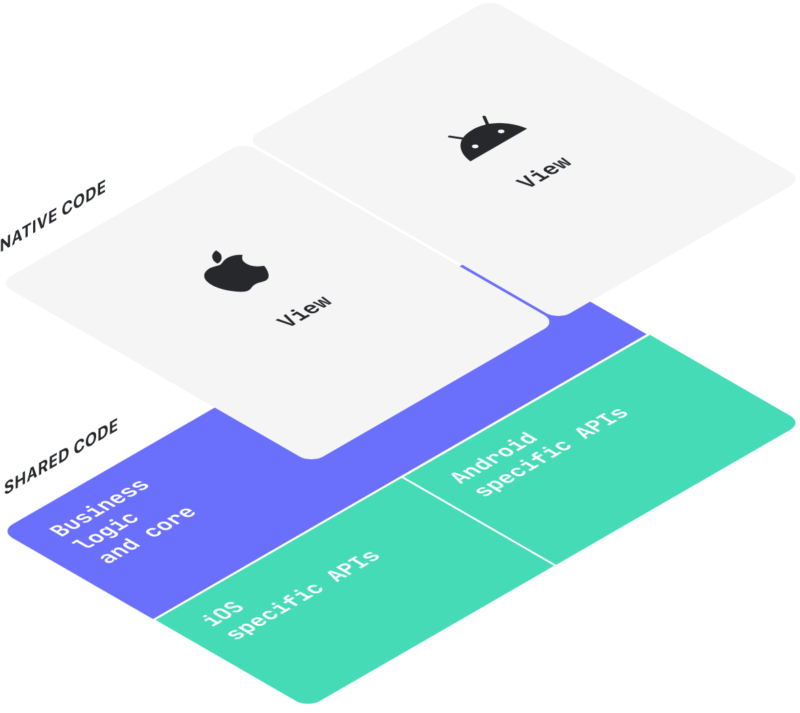 NATIVE CODE
View
View
SHARED CODE
Business
logic
and core
iOS
specific APIs
Android
specific APIs